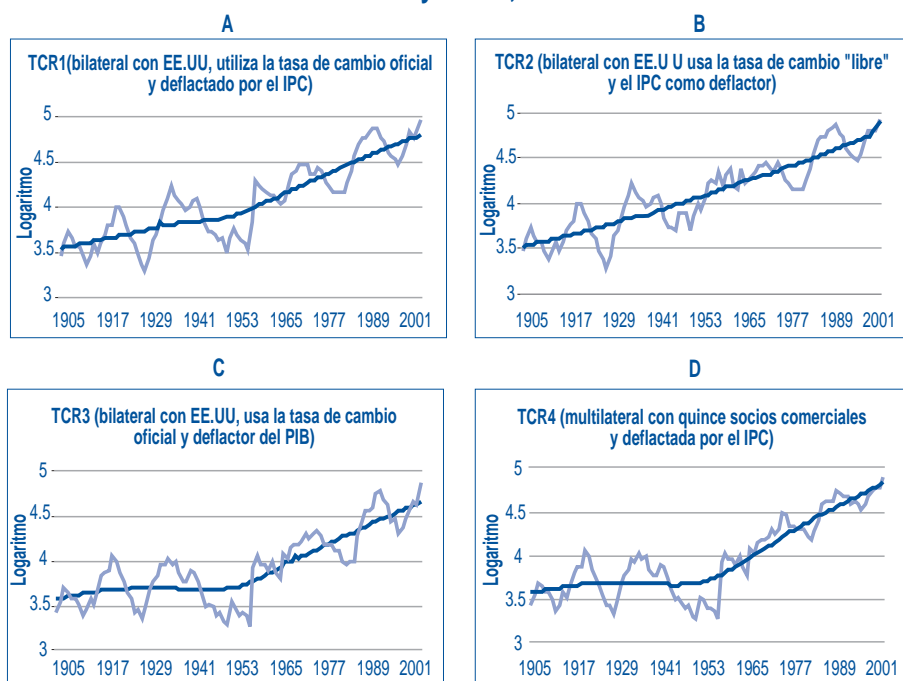 A
TCR1(bilateral con EE.UU, utiliza la tasa de cambio oficial
y deflactado por el IPC)
Logaritmo
5
4.5
4
3.5
3
1905 1917 1929 1941 1953 1965 1977 1989 2001
B
TCR2 (bilateral con EE.U U usa la tasa de cambio "libre"
y el IPC como deflactor)
Logaritmo
5
4.5
4
3.5
3
1905 1917 1929 1941 1953 1965 1977 1989 2001
C
TCR3 (bilateral con EE.UU, usa la tasa de cambio
oficial y deflactor del PIB)
Logaritmo
5
4.5
4
3.5
3
1905 1917 1929 1941 1953 1965 1977 1989 2001
D
TCR4 (multilateral con quince socios comerciales
y deflactada por el IPC)
Logaritmo
5
4.5
4
3.5
3
1905 1917 1929 1941 1953 1965 1977 1989 2001